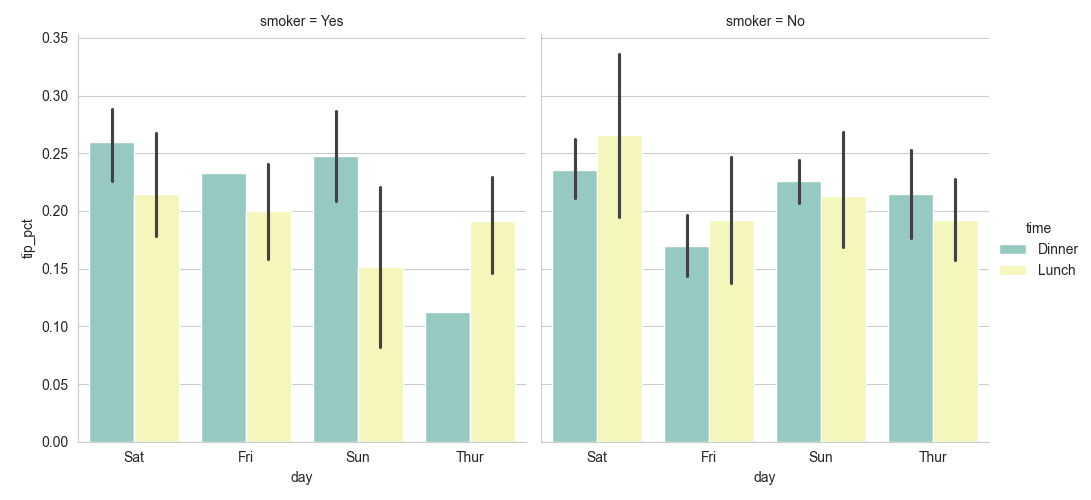 smoker = Yes
smoker = No
0.35
0.30
0.25
0.20
0.15
0.10
0.05
0.00
tip_pct
Sat Fri Sun Thur
day
Sat Fri Sun Thur
day
time
Dinner
Lunch